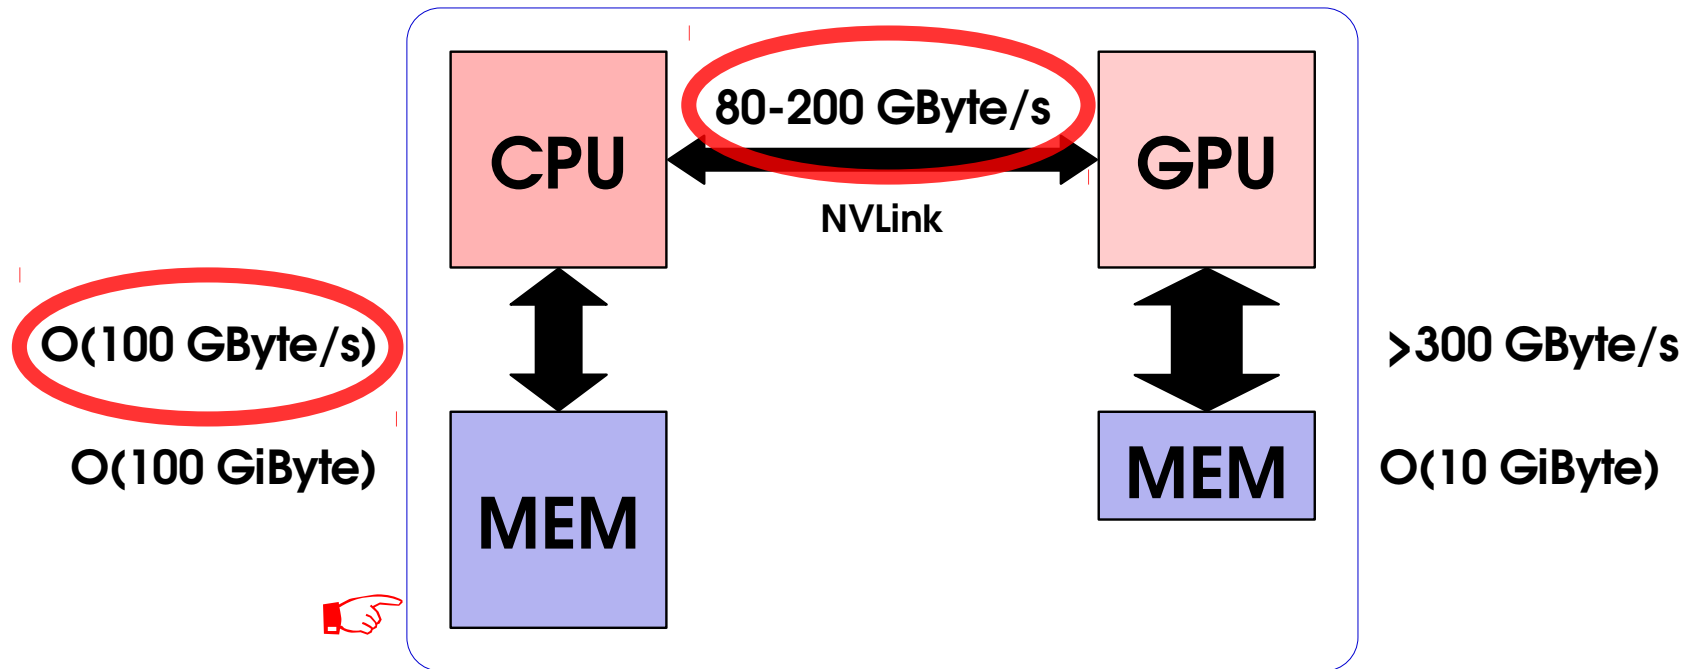 80-200 GByte/s
CPU
GPU
NVLink
O(100 GByte/s)
>300 GByte/s
O(100 GiByte)
MEM
O(10 GiByte)
MEM